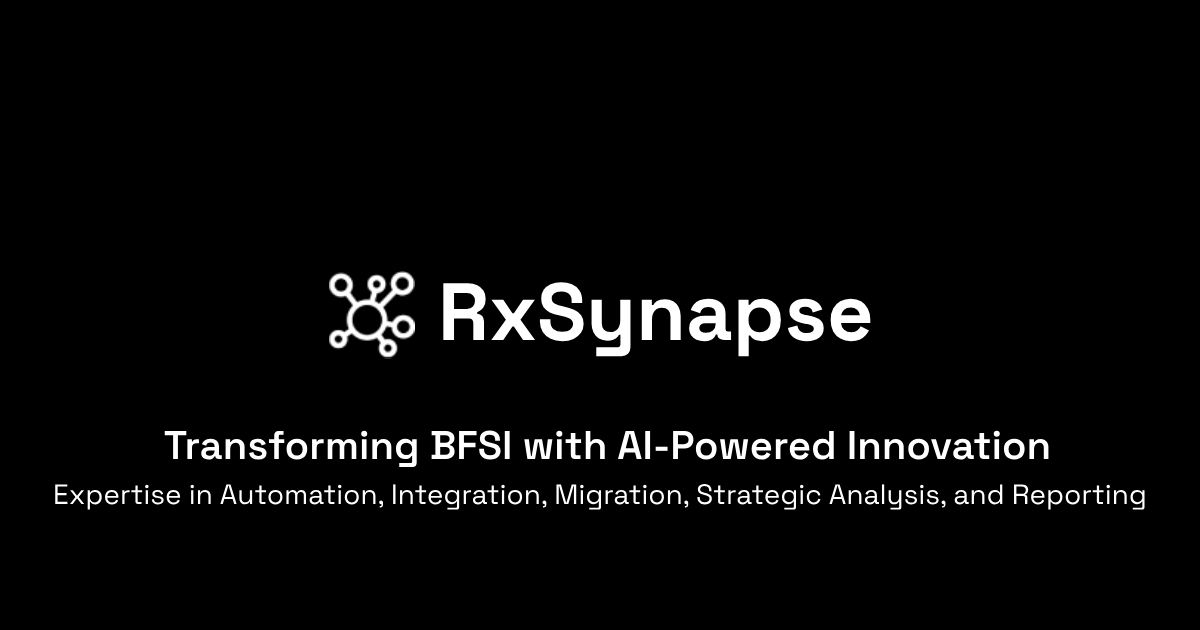 RxSynapse
Transforming BFSI with AI-Powered Innovation
Expertise in Automation, Integration, Migration, Strategic Analysis, and Reporting